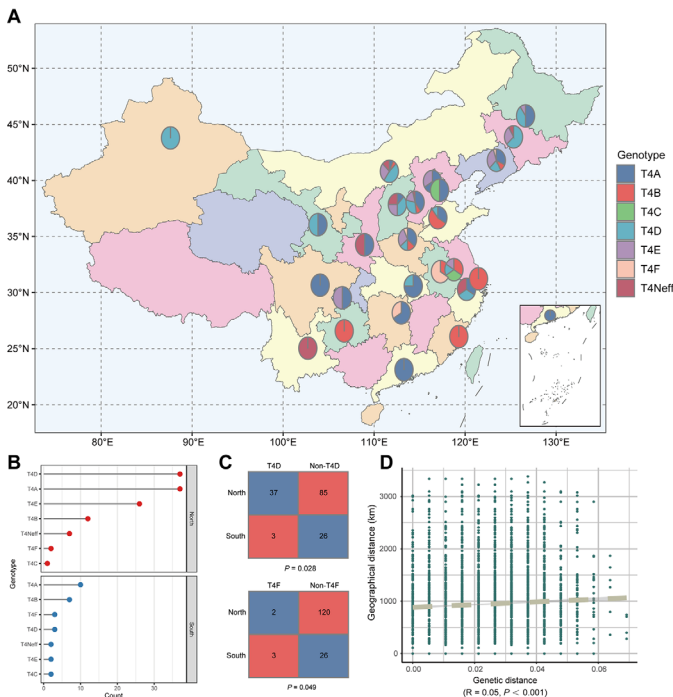 A
50°N
45°N
40°N
35°N
30°N
25°N
20°N
80°E
90°E
100°E
110°E
120°E
130°E
Genotype
T4A
T4B
T4C
T4D
T4E
T4F
T4Neff
B
Genotype
T4D
T4A
T4E
T4B
T4Neff
T4F
T4C
North
T4A
T4B
T4F
T4D
T4Neff
T4E
T4C
South
0
10
30
Count
C
T4D Non-T4D
North 37 85
South 3 26
P = 0.028
T4F Non-T4F
North 2 120
South 3 26
P = 0.049
D
Geographical distance (km)
3000
2000
1000
0
0.00 0.02 0.04 0.06
Genetic distance
(R = 0.05, P < 0.001)